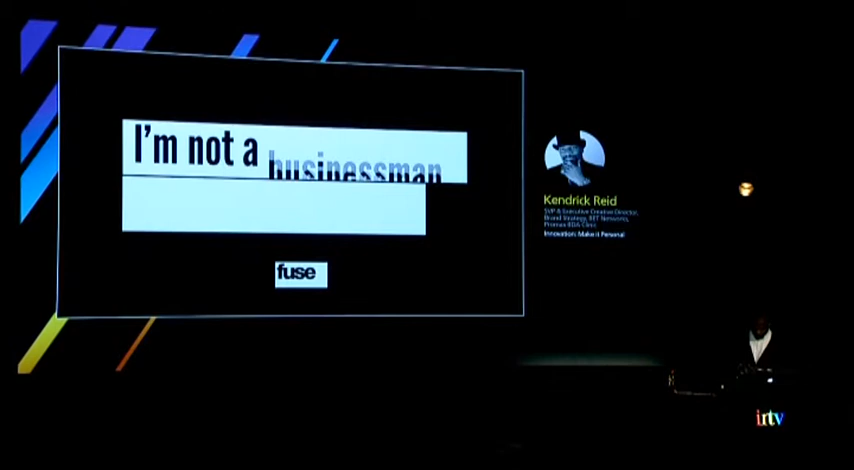 I'm not a businessman
fuse
Kendrick Reid
SVP & Executive Creative Director,
Brand Strategy, BET Networks,
Promax BDA Clinic
Innovation: Make it Personal
irtv